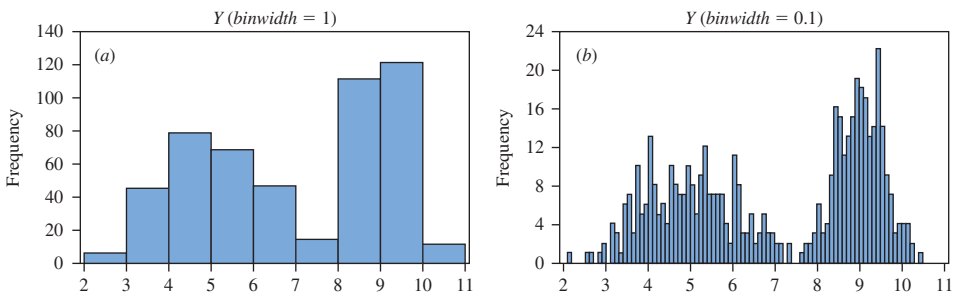 Y (binwidth = 1)
(a)
Frequency
140
120
100
80
60
40
20
0
2 3 4 5 6 7 8 9 10 11
Y (binwidth = 0.1)
(b)
Frequency
24
20
16
12
8
4
0
2 3 4 5 6 7 8 9 10 11